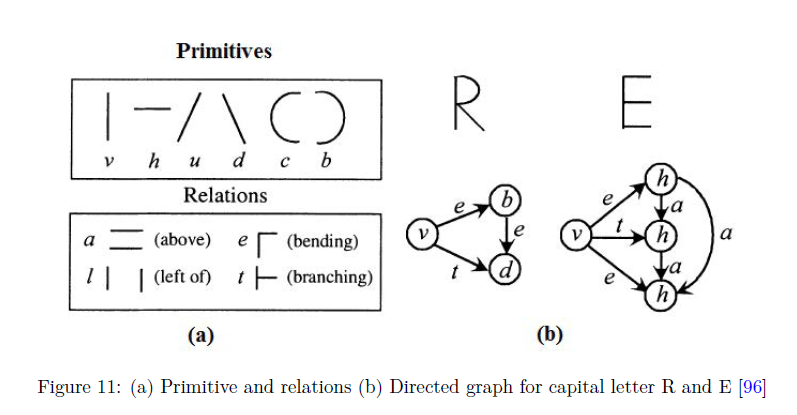 Primitives
v h u d c b
Relations
a (above) e (bending)
l (left of) t (branching)
(a)
R E
v e b e t d
v e h a t h a e h a
(b)
Figure 11: (a) Primitive and relations (b) Directed graph for capital letter R and E [96]